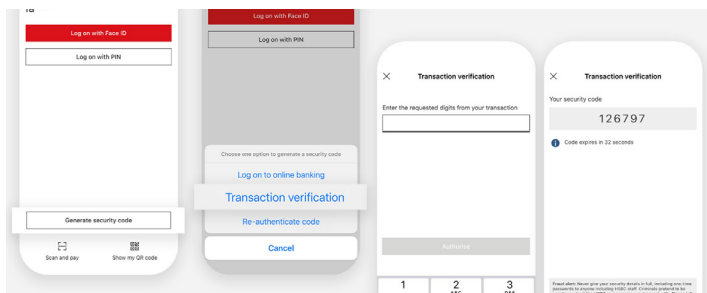 Log on with Face ID
Log on with PIN
Generate security code
Scan and pay
Show my QR code
Log on with Face ID
Log on with PIN
Choose one option to generate a security code
Log on to online banking
Transaction verification
Re-authenticate code
Cancel
Transaction verification
Enter the requested digits from your transaction
Authorise
1 2 3
Transaction verification
Your security code
126797
Code expires in 32 seconds
Fraud alert: Never give your security details in full, including one time
passwords to anyone including HSBC staff. Criminals pretend to be